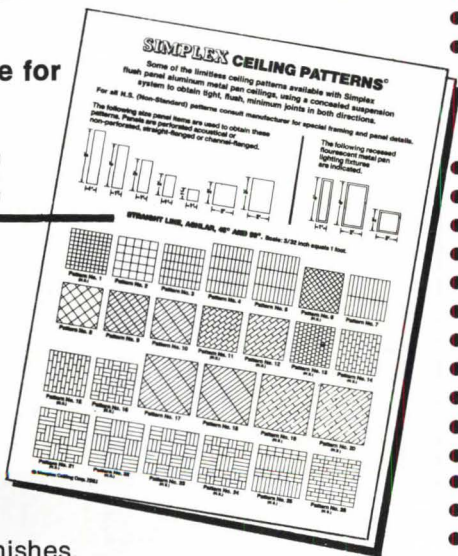 e for
SIMPLEX CEILING PATTERNS©
Some of the limitless ceiling patterns available with Simplex
flush panel aluminum metal pan ceilings, using a concealed suspension
system to obtain tight, flush, minimum joints in both directions.
For all N.S. (Non-Standard) patterns consult manufacturer for special framing and panel details.
The following size panel items are used to obtain these
patterns. Panels are perforated acoustical or
non-perforated, straight-flanged or channel-flanged.
The following recessed
flourescent metal pan
lighting fixtures
are indicated.
STRAIGHT LINE, ASHLAR, 45° AND 90°. Scale: 3/32 inch equals 1 foot.
Pattern No. 1
Pattern No. 2
Pattern No. 3
Pattern No. 4
Pattern No. 5
Pattern No. 6
Pattern No. 7
Pattern No. 8
Pattern No. 9
Pattern No. 10
Pattern No. 11
Pattern No. 12
Pattern No. 13
Pattern No. 14
Pattern No. 15
Pattern No. 16
Pattern No. 17
Pattern No. 18
Pattern No. 19
Pattern No. 20
Pattern No. 21
Pattern No. 22
Pattern No. 23
Pattern No. 24
Pattern No. 25
Pattern No. 26
© Simplex Ceiling Corp.
nishes.